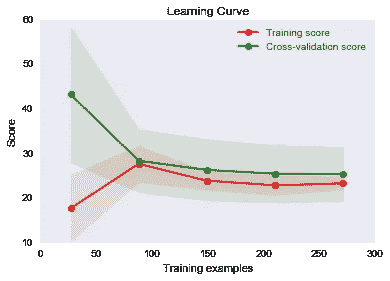 Learning Curve
60
50
40
30
20
10
Score
Training score
Cross-validation score
0 50 100 150 200 250 300
Training examples